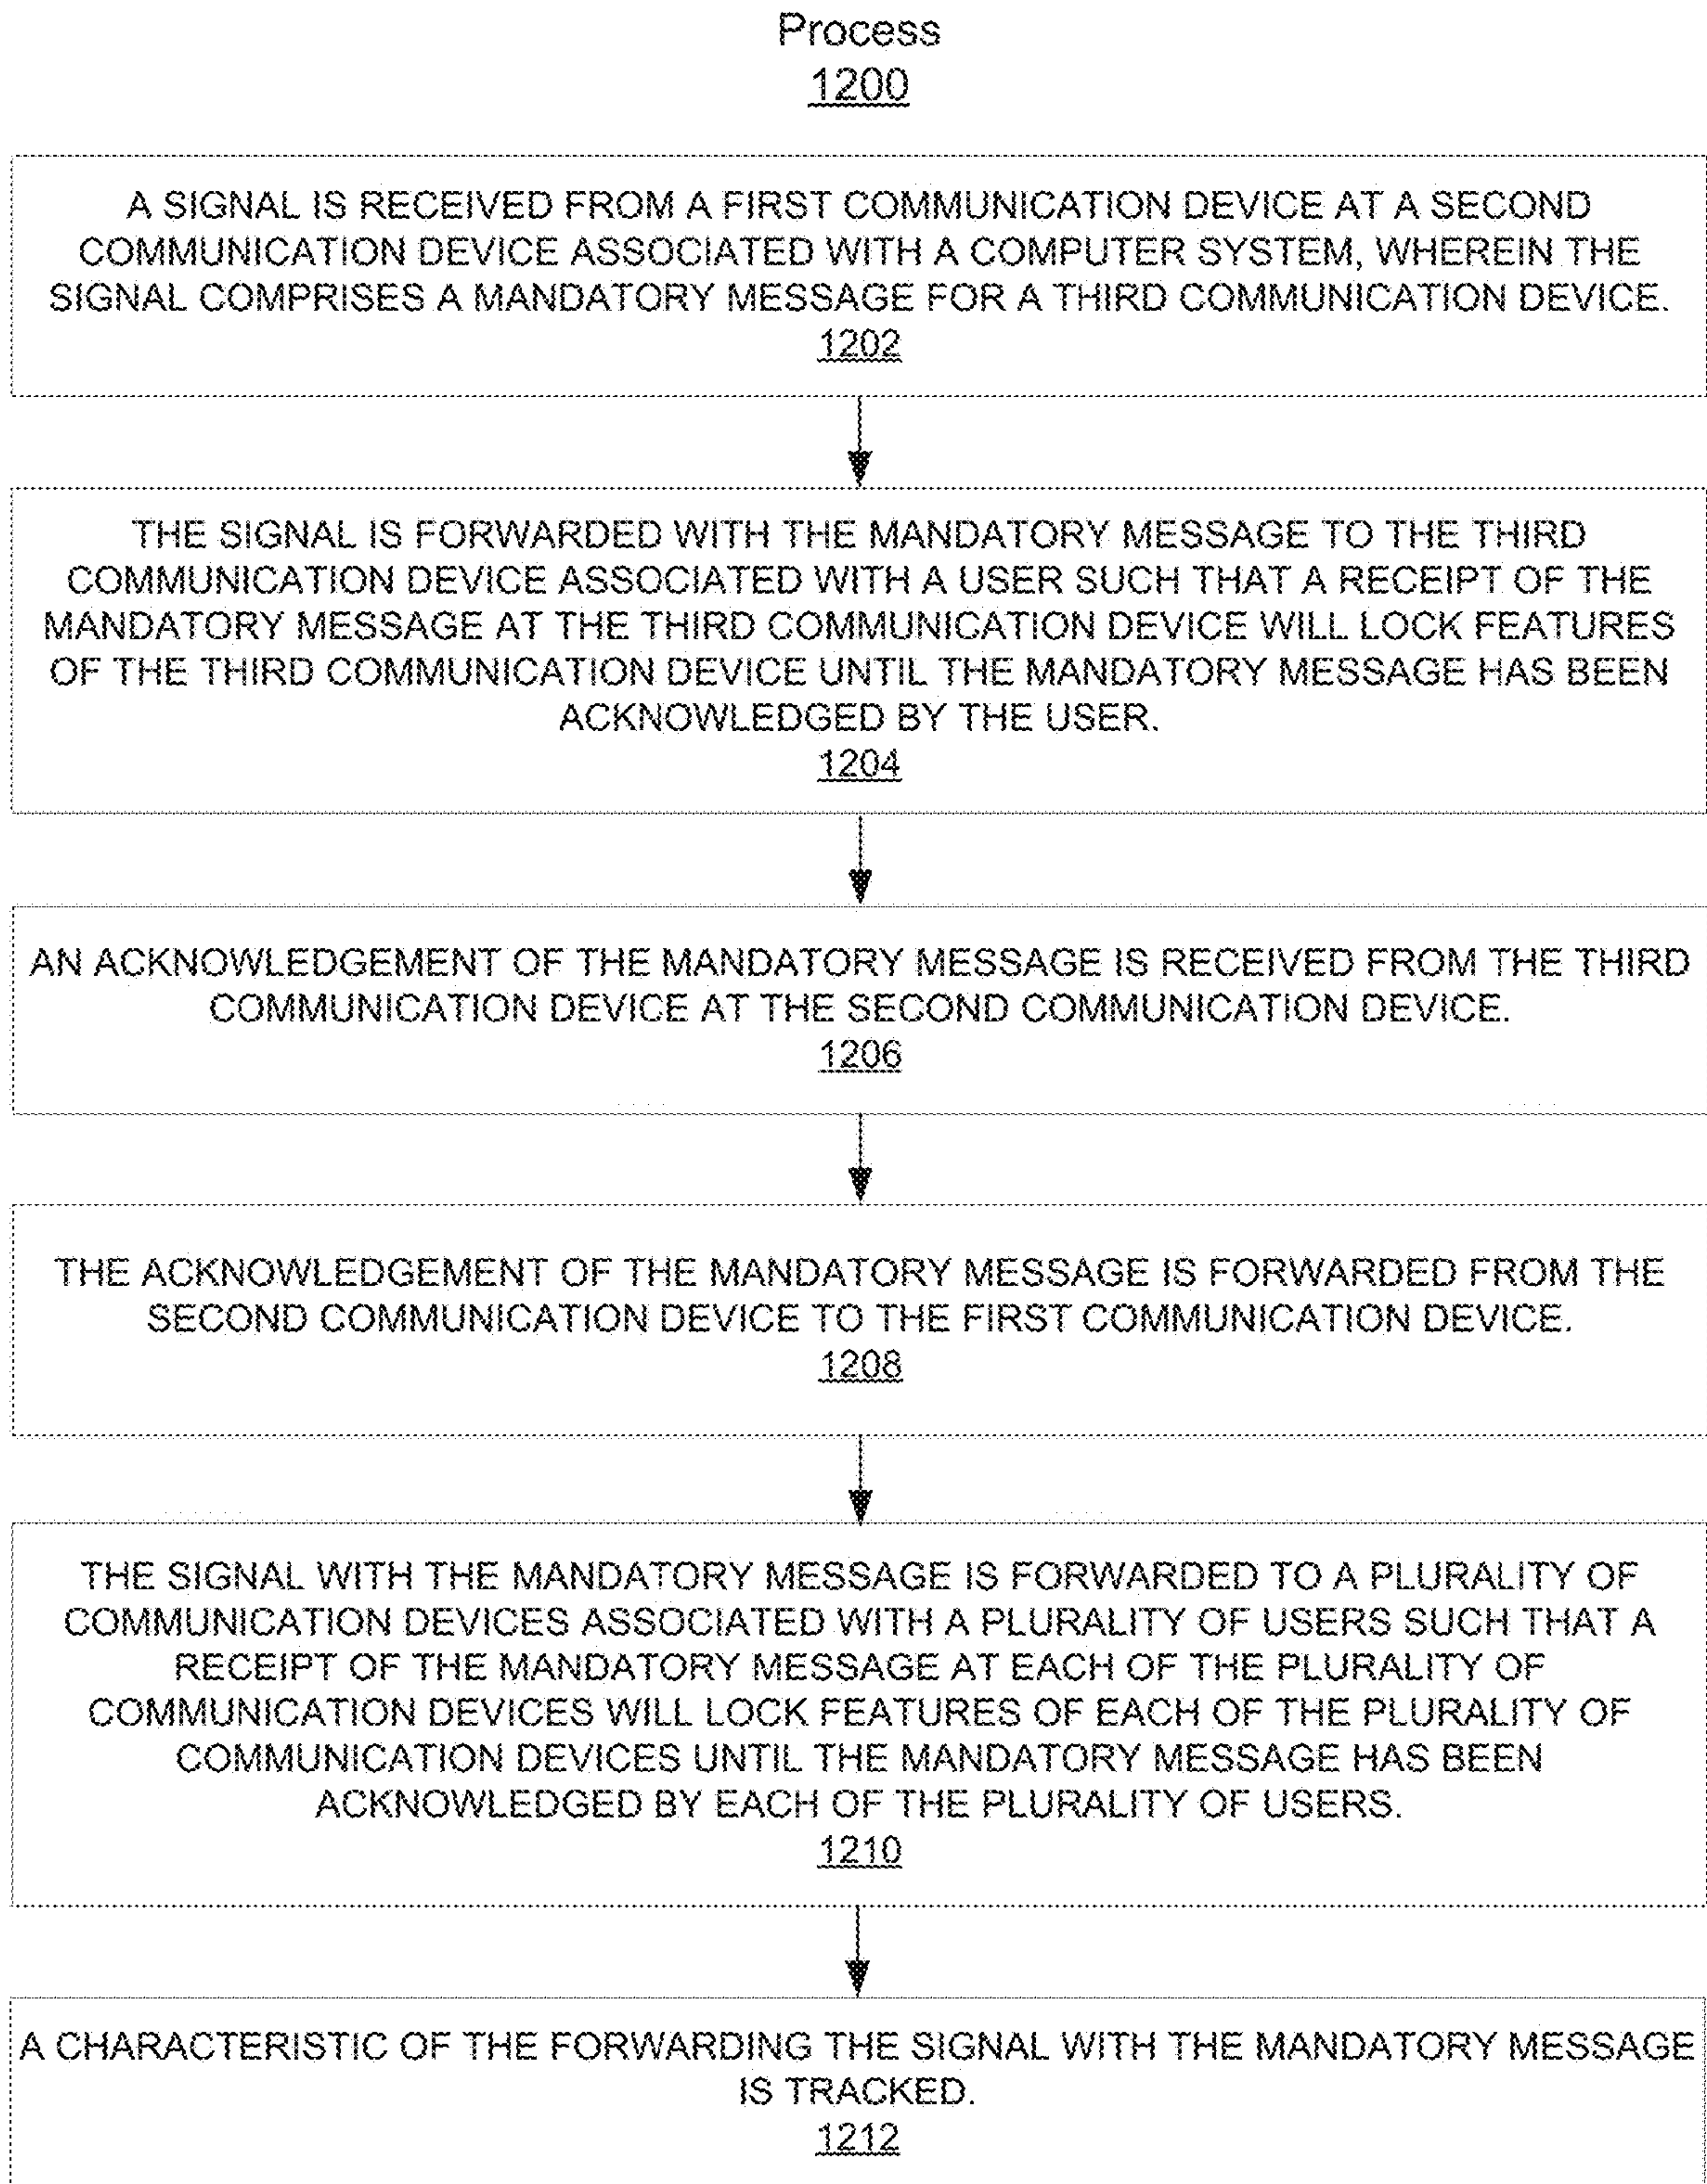 Process
1200
A SIGNAL IS RECEIVED FROM A FIRST COMMUNICATION DEVICE AT A SECOND
COMMUNICATION DEVICE ASSOCIATED WITH A COMPUTER SYSTEM, WHEREIN THE
SIGNAL COMPRISES A MANDATORY MESSAGE FOR A THIRD COMMUNICATION DEVICE.
1202
THE SIGNAL IS FORWARDED WITH THE MANDATORY MESSAGE TO THE THIRD
COMMUNICATION DEVICE ASSOCIATED WITH A USER SUCH THAT A RECEIPT OF THE
MANDATORY MESSAGE AT THE THIRD COMMUNICATION DEVICE WILL LOCK FEATURES
OF THE THIRD COMMUNICATION DEVICE UNTIL THE MANDATORY MESSAGE HAS BEEN
ACKNOWLEDGED BY THE USER.
1204
AN ACKNOWLEDGEMENT OF THE MANDATORY MESSAGE IS RECEIVED FROM THE THIRD
COMMUNICATION DEVICE AT THE SECOND COMMUNICATION DEVICE.
1206
THE ACKNOWLEDGEMENT OF THE MANDATORY MESSAGE IS FORWARDED FROM THE
SECOND COMMUNICATION DEVICE TO THE FIRST COMMUNICATION DEVICE.
1208
THE SIGNAL WITH THE MANDATORY MESSAGE IS FORWARDED TO A PLURALITY OF
COMMUNICATION DEVICES ASSOCIATED WITH A PLURALITY OF USERS SUCH THAT A
RECEIPT OF THE MANDATORY MESSAGE AT EACH OF THE PLURALITY OF
COMMUNICATION DEVICES WILL LOCK FEATURES OF EACH OF THE PLURALITY OF
COMMUNICATION DEVICES UNTIL THE MANDATORY MESSAGE HAS BEEN
ACKNOWLEDGED BY EACH OF THE PLURALITY OF USERS.
1210
A CHARACTERISTIC OF THE FORWARDING THE SIGNAL WITH THE MANDATORY MESSAGE
IS TRACKED.
1212